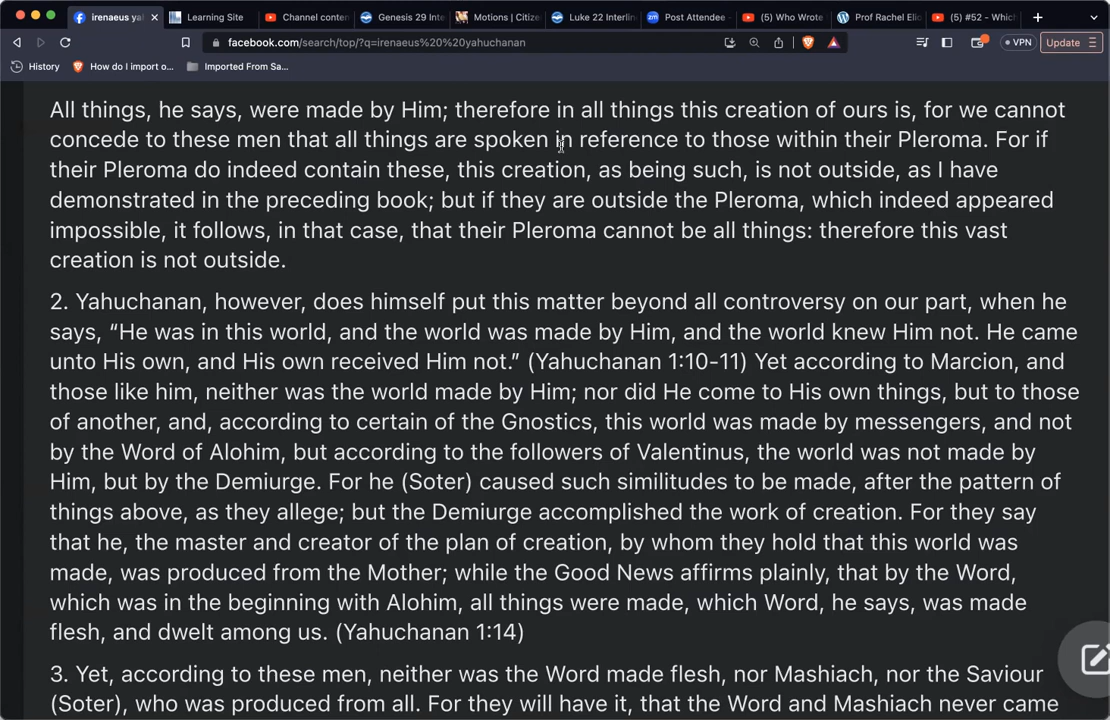 irenaeus ya
Learning Site
Channel conten
Genesis 29 Inte
Motions | Citize
Luke 22 Interlin
Post Attendee -
(5) Who Wrote
Prof Rachel Elio
(5) #52 - Which
facebook.com/search/top/?q=irenaeus%20%20yahuchanan
VPN
Update
History
How do I import o...
Imported From Sa...
All things, he says, were made by Him; therefore in all things this creation of ours is, for we cannot
concede to these men that all things are spoken in reference to those within their Pleroma. For if
their Pleroma do indeed contain these, this creation, as being such, is not outside, as I have
demonstrated in the preceding book; but if they are outside the Pleroma, which indeed appeared
impossible, it follows, in that case, that their Pleroma cannot be all things: therefore this vast
creation is not outside.
2. Yahuchanan, however, does himself put this matter beyond all controversy on our part, when he
says, “He was in this world, and the world was made by Him, and the world knew Him not. He came
unto His own, and His own received Him not.” (Yahuchanan 1:10-11) Yet according to Marcion, and
those like him, neither was the world made by Him; nor did He come to His own things, but to those
of another, and, according to certain of the Gnostics, this world was made by messengers, and not
by the Word of Alohim, but according to the followers of Valentinus, the world was not made by
Him, but by the Demiurge. For he (Soter) caused such similitudes to be made, after the pattern of
things above, as they allege; but the Demiurge accomplished the work of creation. For they say
that he, the master and creator of the plan of creation, by whom they hold that this world was
made, was produced from the Mother; while the Good News affirms plainly, that by the Word,
which was in the beginning with Alohim, all things were made, which Word, he says, was made
flesh, and dwelt among us. (Yahuchanan 1:14)
3. Yet, according to these men, neither was the Word made flesh, nor Mashiach, nor the Saviour
(Soter), who was produced from all. For they will have it, that the Word and Mashiach never came